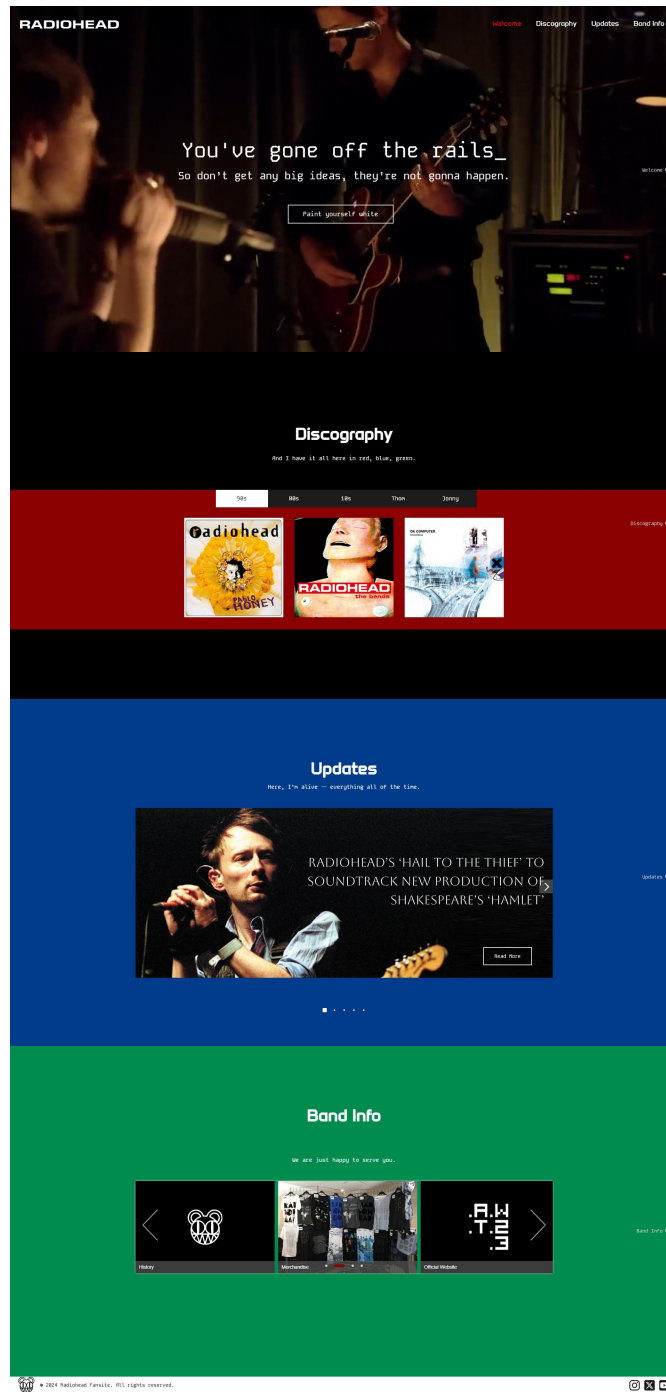 RADIOHEAD
Welcome Discography Updates Band Info
You've gone off the rails_
So don't get any big ideas, they're not gonna happen.
Welcome
Paint yourself white
Discography
And I have it all here in red, blue, green.
90s 00s 10s Thom Jonny
Discography
radiohead
PABLO
HONEY
RADIOHEAD
the bends
OK COMPUTER
Updates
Here, I'm alive — everything all of the time.
RADIOHEAD'S 'HAIL TO THE THIEF' TO
SOUNDTRACK NEW PRODUCTION OF
SHAKESPEARE'S 'HAMLET'
Updates
Read More
Band Info
We are just happy to serve you.
.A.W
.T.2
.3
Band Info
History
Merchandise
Official Website
© 2024 Radiohead Fansite. All rights reserved.